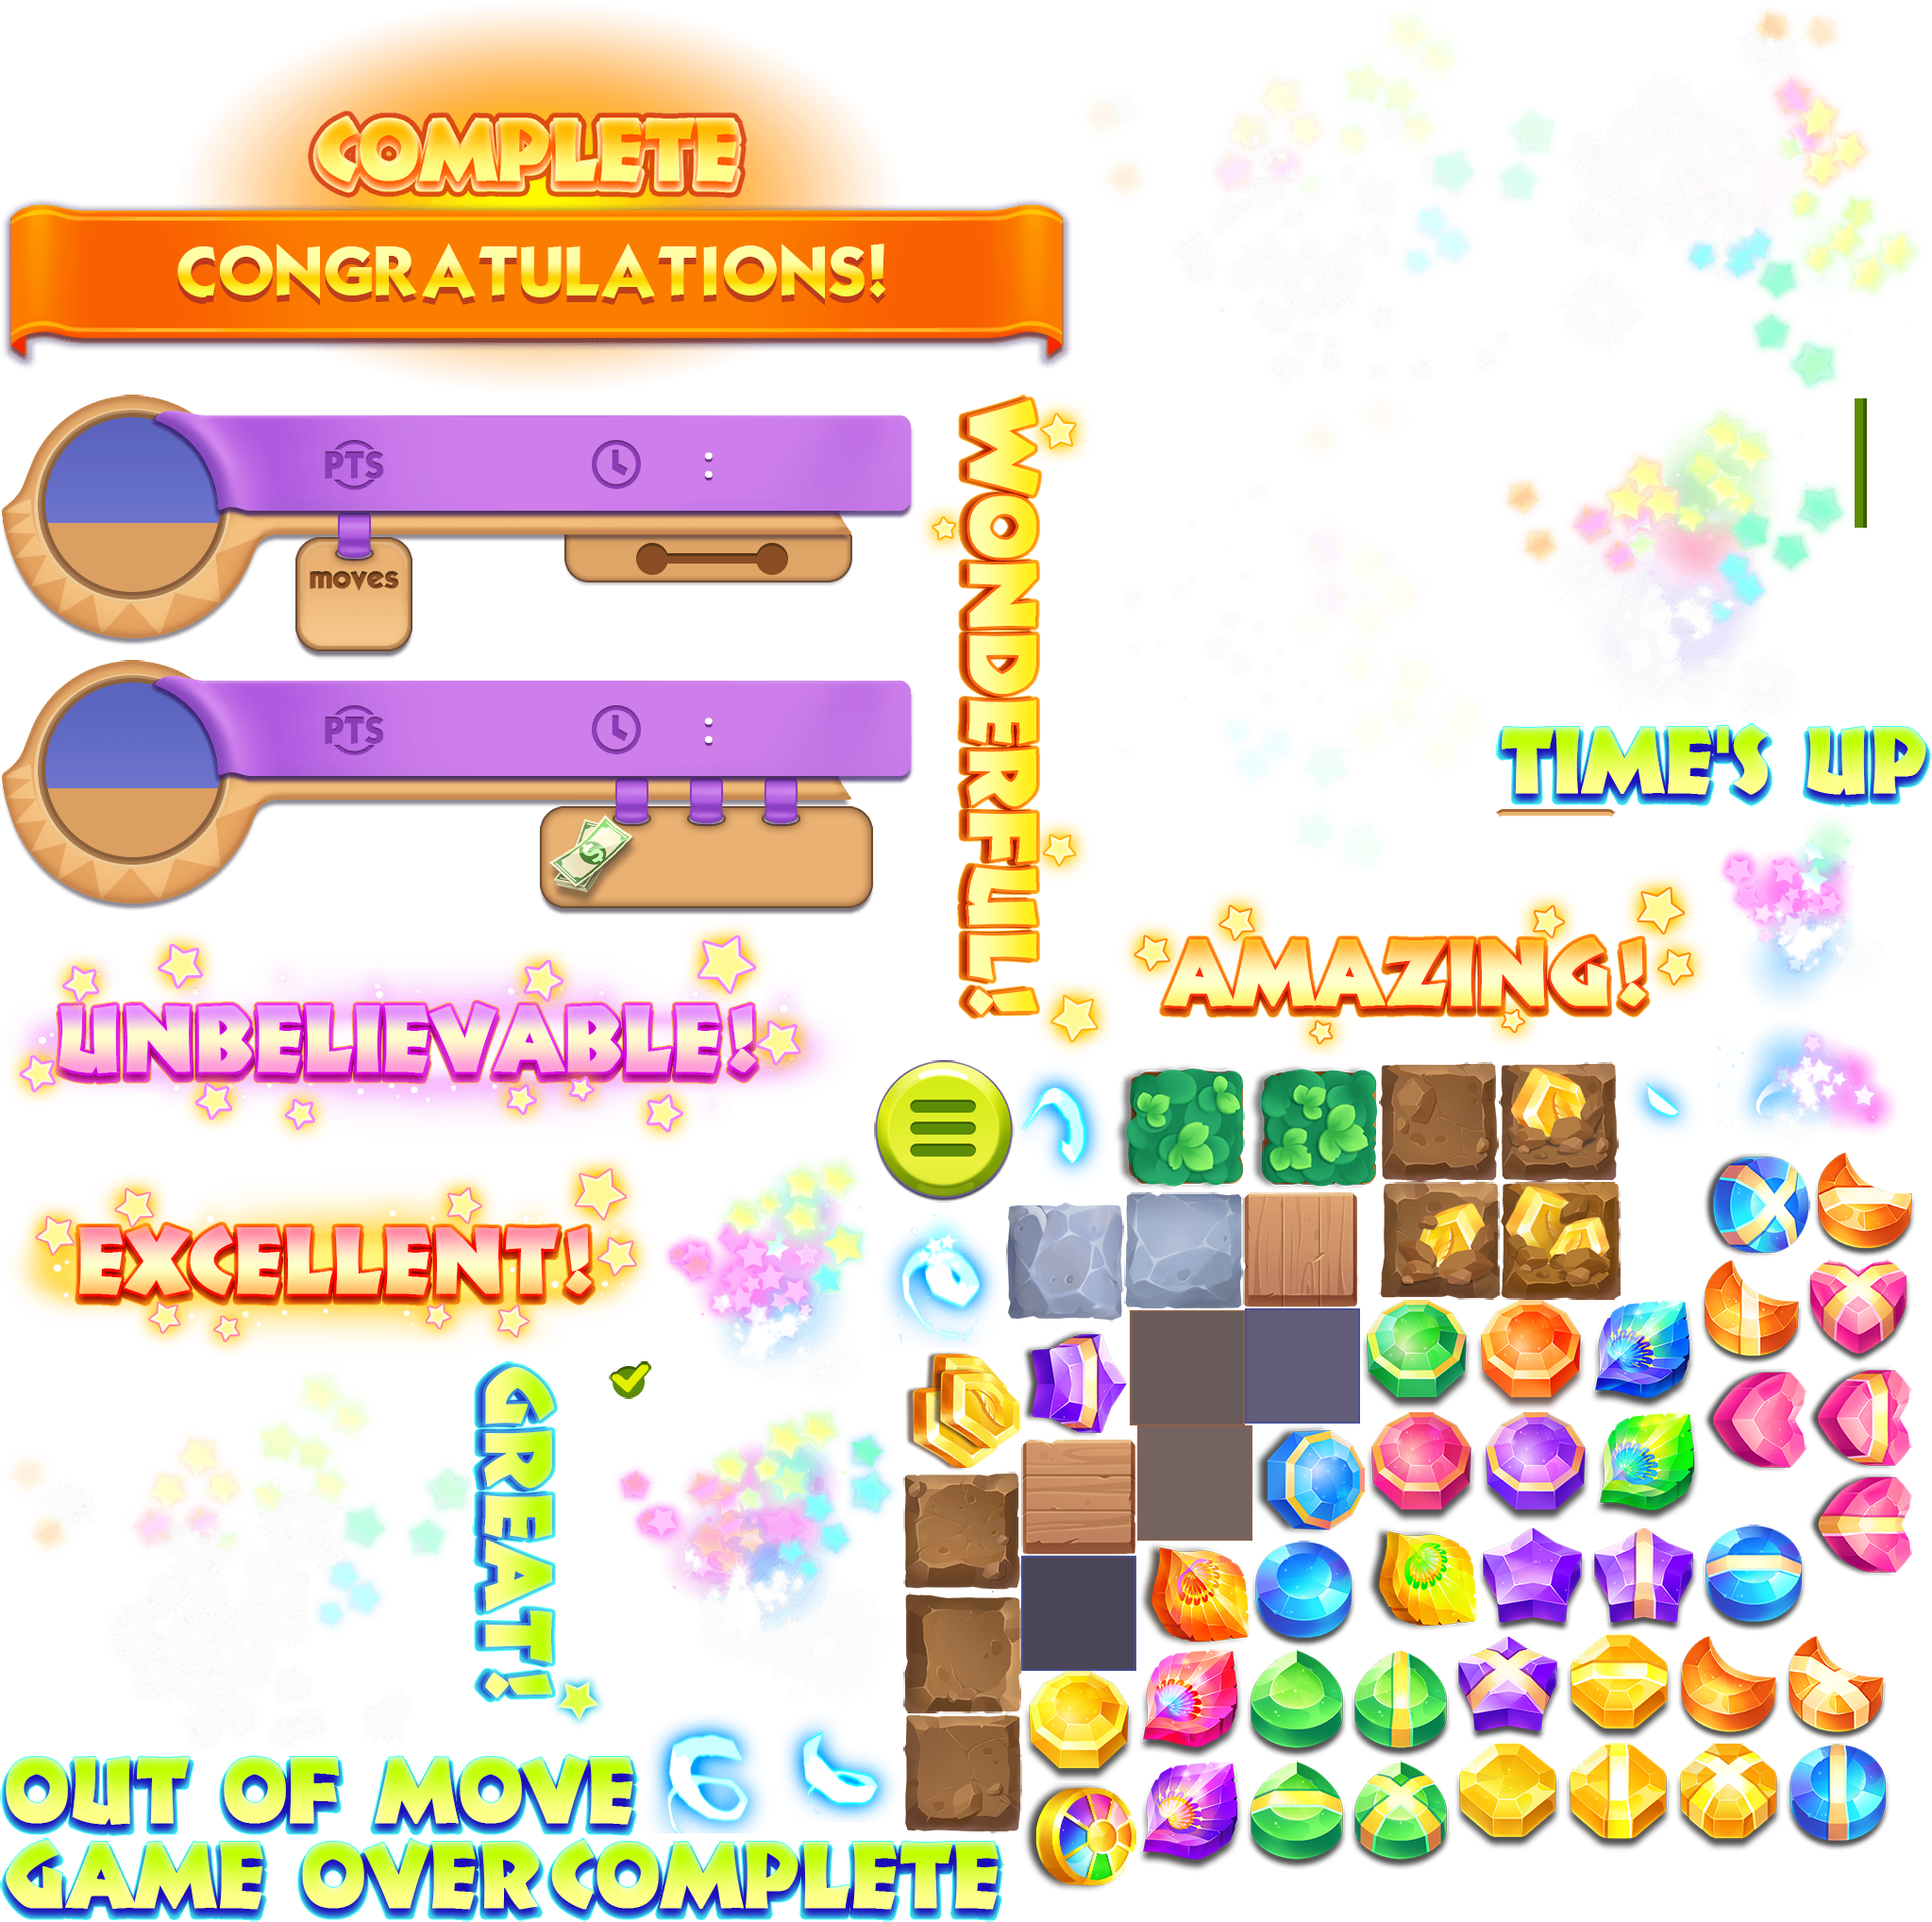 COMPLETE
CONGRATULATIONS!
PTS
:
moves
PTS
:
WONDERFUL!
TIME'S UP
AMAZING!
UNBELIEVABLE!
EXCELLENT!
GREAT!
OUT OF MOVE
GAME OVER
COMPLETE